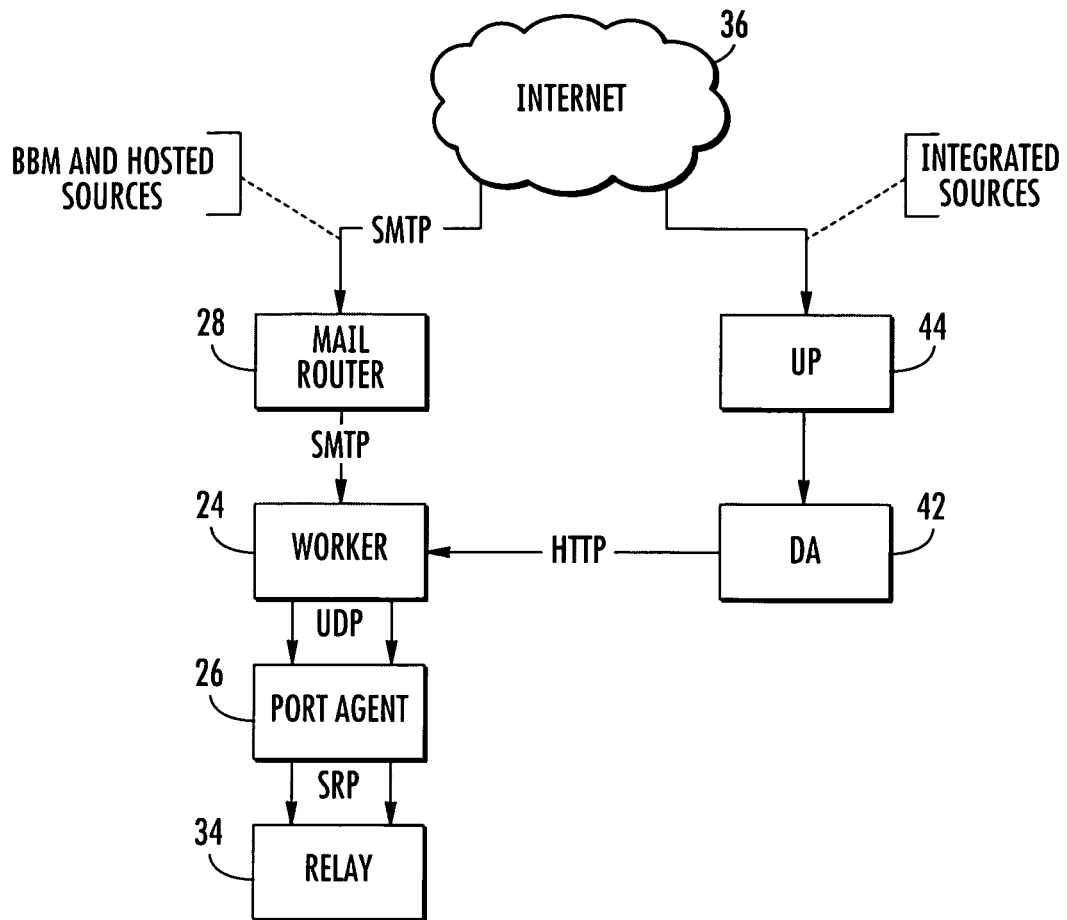 36
INTERNET
BBM AND HOSTED
SOURCES
INTEGRATED
SOURCES
SMTP
28
MAIL
ROUTER
44
UP
SMTP
24
WORKER
HTTP
42
DA
UDP
26
PORT AGENT
SRP
34
RELAY